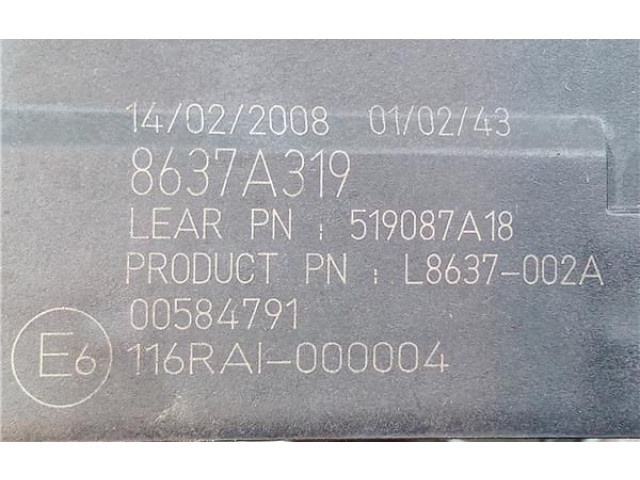 14/02/2008 01/02/43
8637A319
LEAR PN : 519087A18
PRODUCT PN : L8637-002A
00584791
E6 116RAI-000004